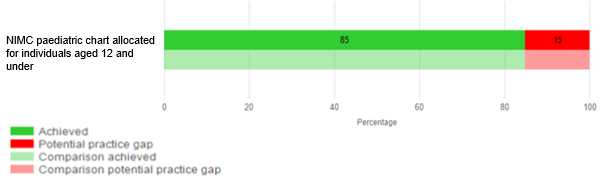 NIMC paediatric chart allocated
for individuals aged 12 and
under
85
15
0
20
40
60
80
100
Percentage
Achieved
Potential practice gap
Comparison achieved
Comparison potential practice gap